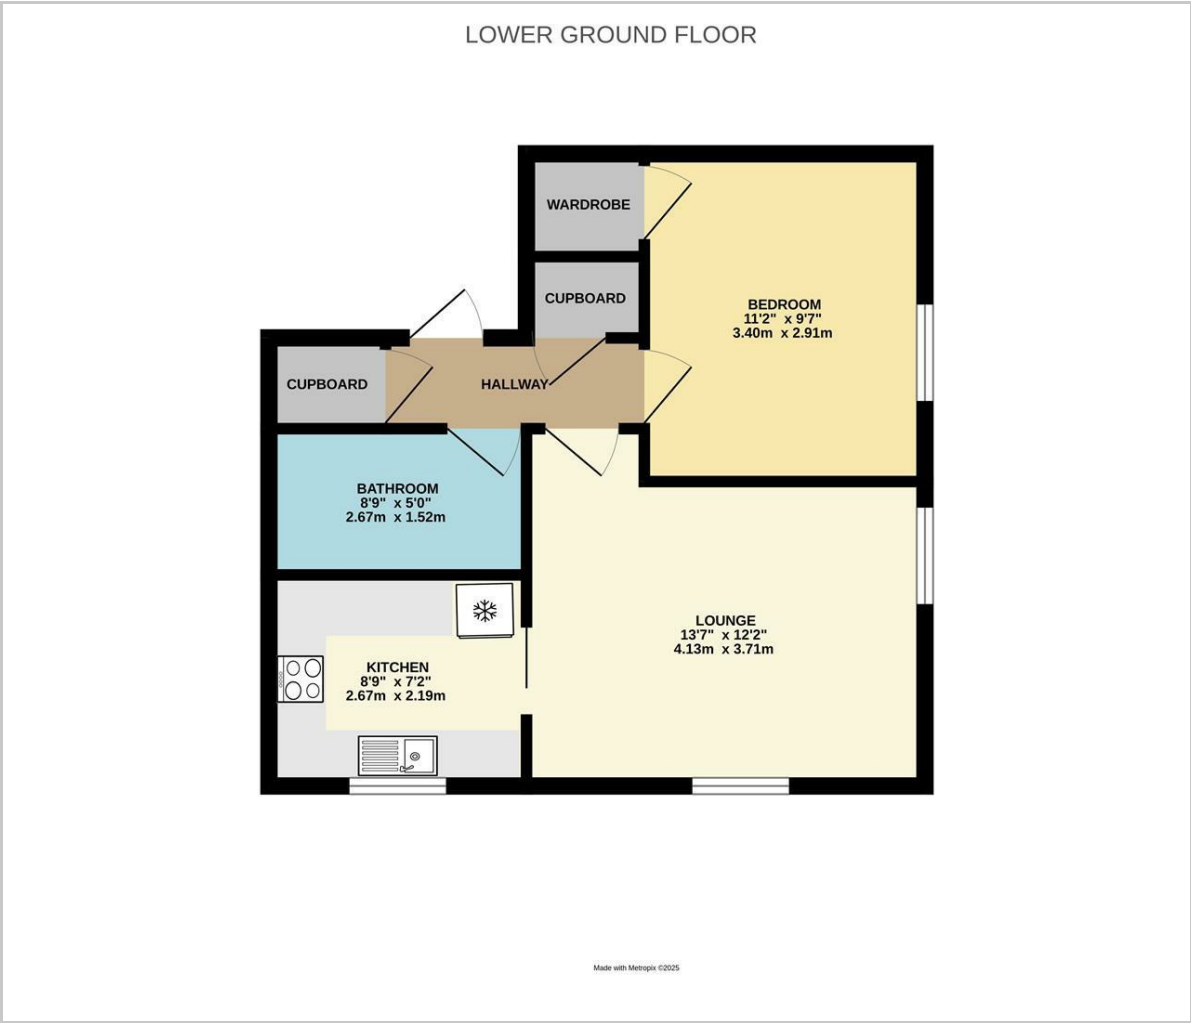 LOWER GROUND FLOOR
WARDROBE
CUPBOARD
BEDROOM
11'2" x 9'7"
3.40m x 2.91m
CUPBOARD
HALLWAY
BATHROOM
8'9" x 5'0"
2.67m x 1.52m
LOUNGE
13'7" x 12'2"
4.13m x 3.71m
KITCHEN
8'9" x 7'2"
2.67m x 2.19m
Made with Metropix ©2025